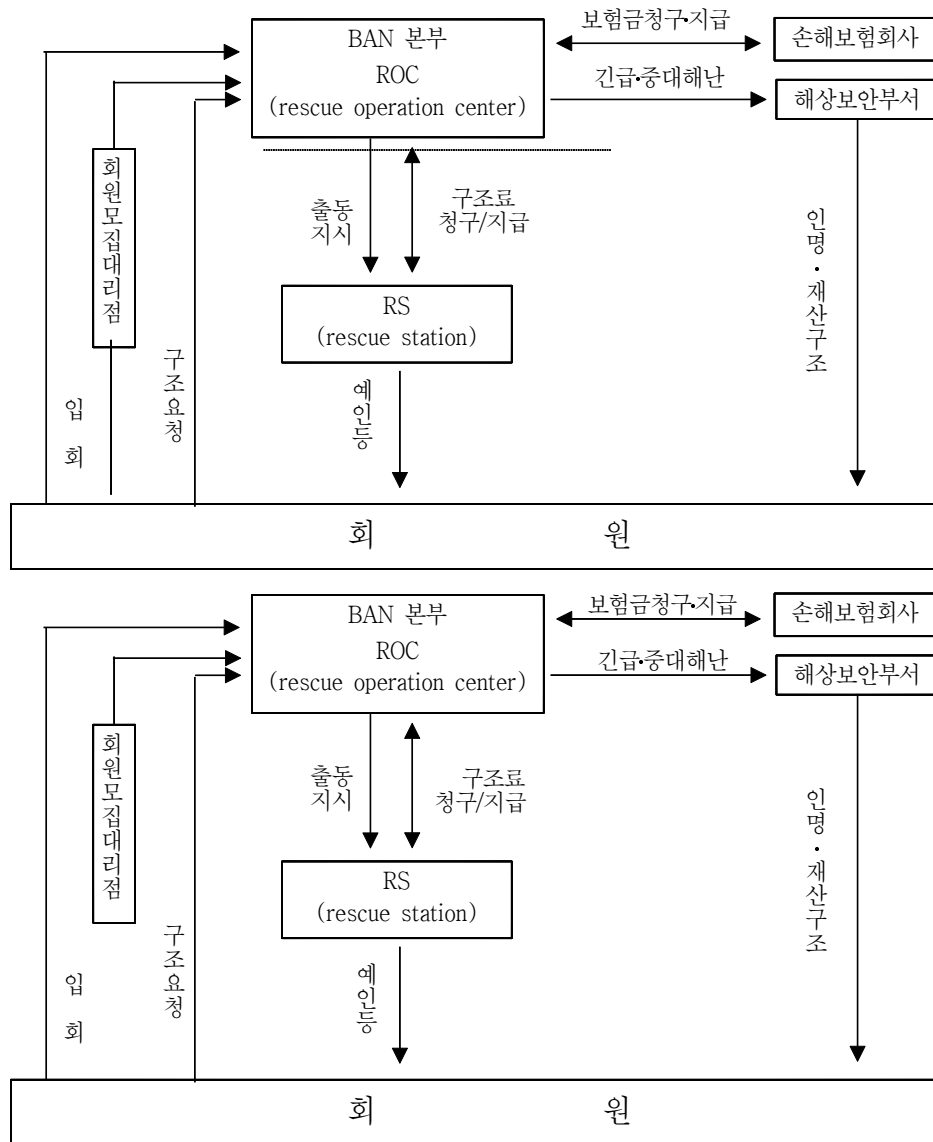 BAN 본부
ROC
(rescue operation center)
보험금청구·지급
손해보험회사
긴급·중대해난
해상보안부서
회원모집대리점
출동
지시
구조료
청구/지급
인명·재산구조
RS
(rescue station)
구조요청
예인등
입회
회 원
BAN 본부
ROC
(rescue operation center)
보험금청구·지급
손해보험회사
긴급·중대해난
해상보안부서
회원모집대리점
출동
지시
구조료
청구/지급
인명·재산구조
RS
(rescue station)
구조요청
예인등
입회
회 원